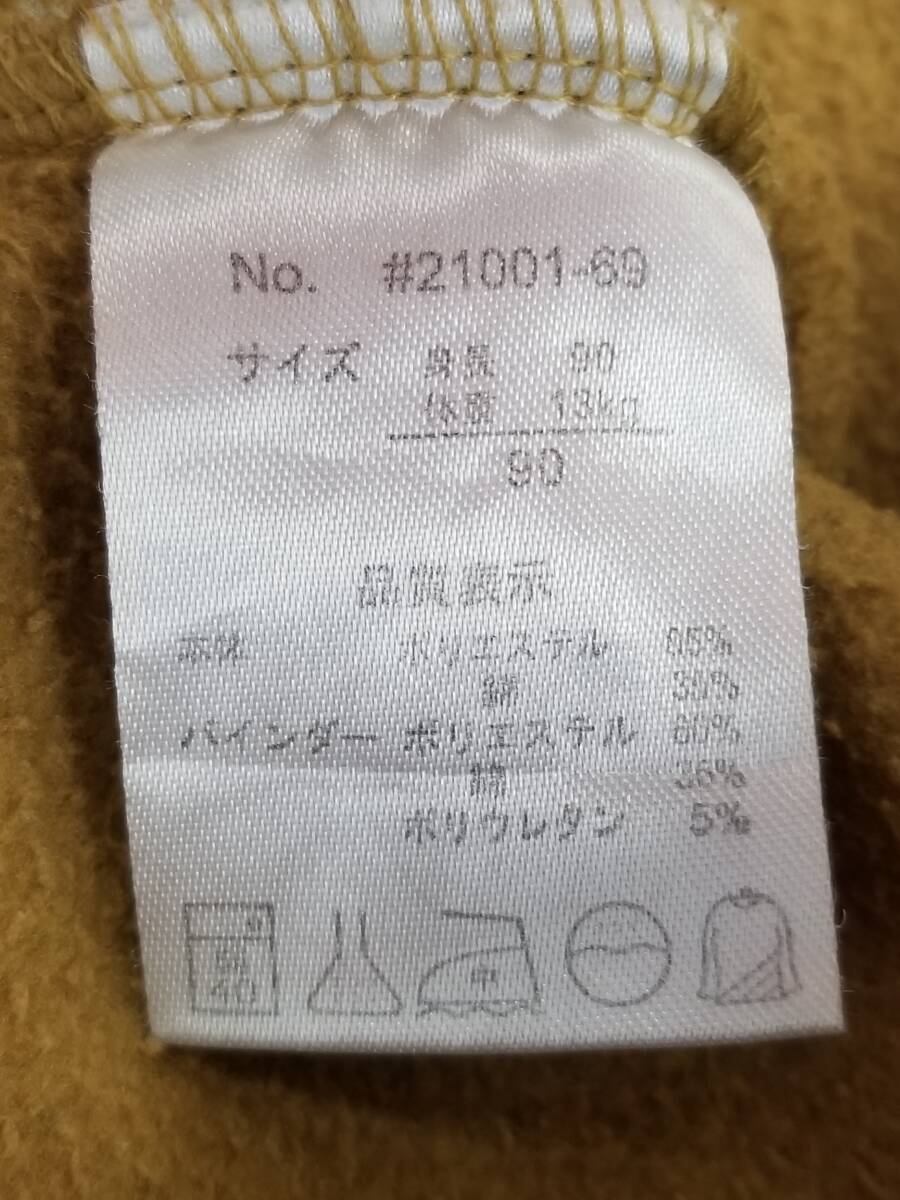 No. #21001-69
サイズ 身長 90
体重 13kg
90
品質表示
本体 ポリエステル 65%
綿 35%
バインダー ポリエステル 60%
綿 35%
ポリウレタン 5%
40
中